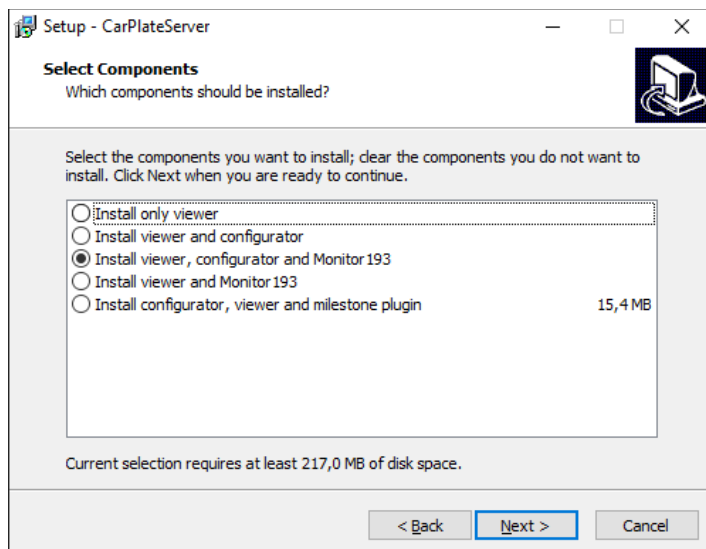 Setup - CarPlateServer
Select Components
Which components should be installed?
Select the components you want to install; clear the components you do not want to
install. Click Next when you are ready to continue.
Install only viewer
Install viewer and configurator
Install viewer, configurator and Monitor193
Install viewer and Monitor193
Install configurator, viewer and milestone plugin 15,4 MB
Current selection requires at least 217,0 MB of disk space.
< Back Next > Cancel